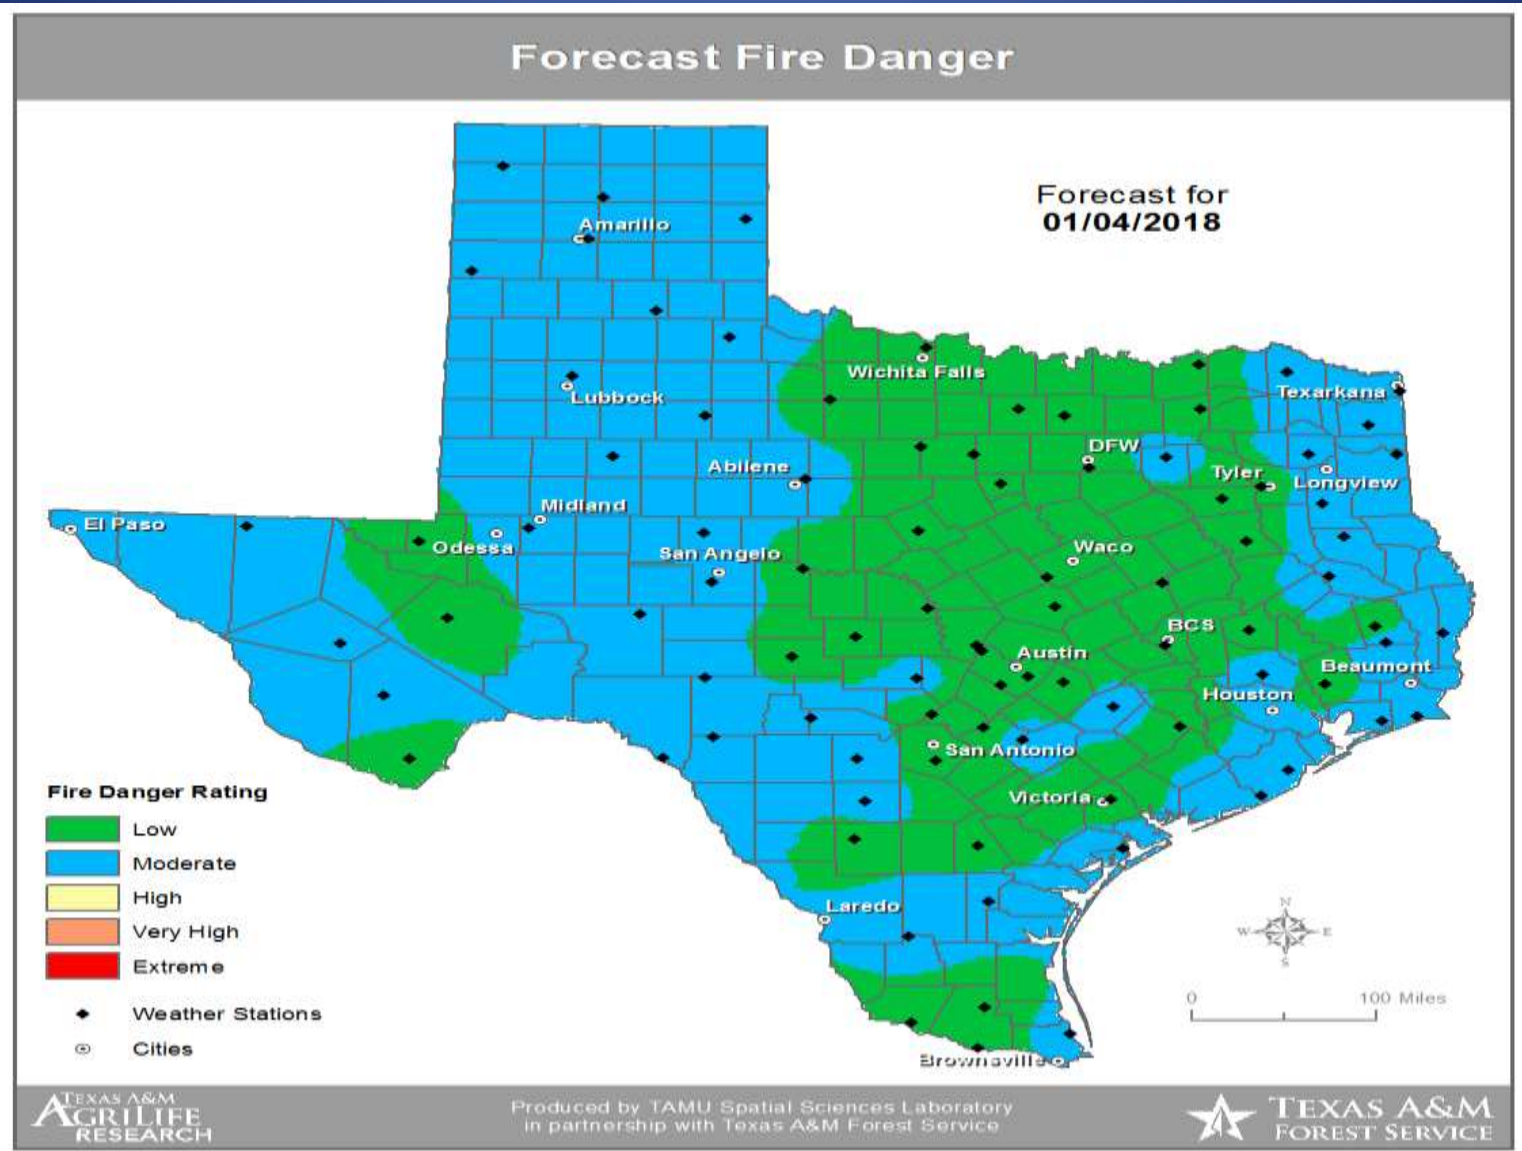 Forecast Fire Danger
Forecast for
01/04/2018
Amarillo
Wichita Falls
Texarkana
Lubbock
DFW
Abilene
Tyler
Longview
Midland
El Paso
Odessa
San Angelo
Waco
BCS
Austin
Beaumont
Houston
San Antonio
Victoria
Laredo
Brownsville
Fire Danger Rating
Low
Moderate
High
Very High
Extreme
Weather Stations
Cities
N
W E
S
0 100 Miles
TEXAS A&M
AGRILIFE
RESEARCH
Produced by TAMU Spatial Sciences Laboratory
in partnership with Texas A&M Forest Service
TEXAS A&M
FOREST SERVICE